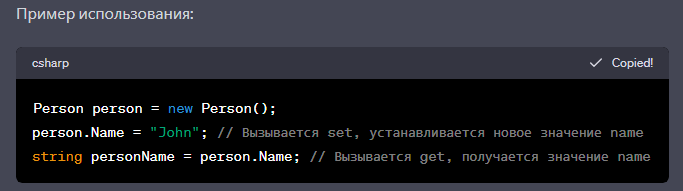 Пример использования:
csharp
Copied!
Person person = new Person();
person.Name = "John"; // Вызывается set, устанавливается новое значение name
string personName = person.Name; // Вызывается get, получается значение name